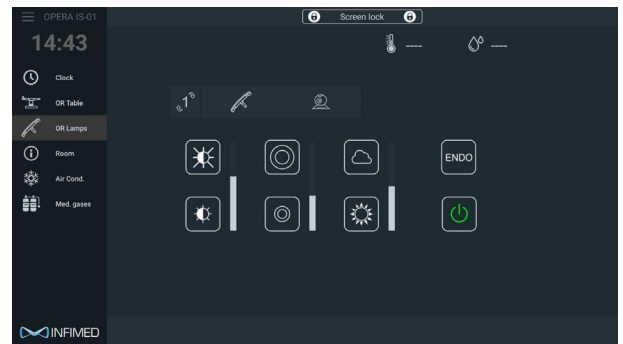 OPERA IS-01
Screen lock
14:43
----
----
Clock
OR Table
OR Lamps
Room
Air Cond.
Med. gases
1
ENDO
INFIMED